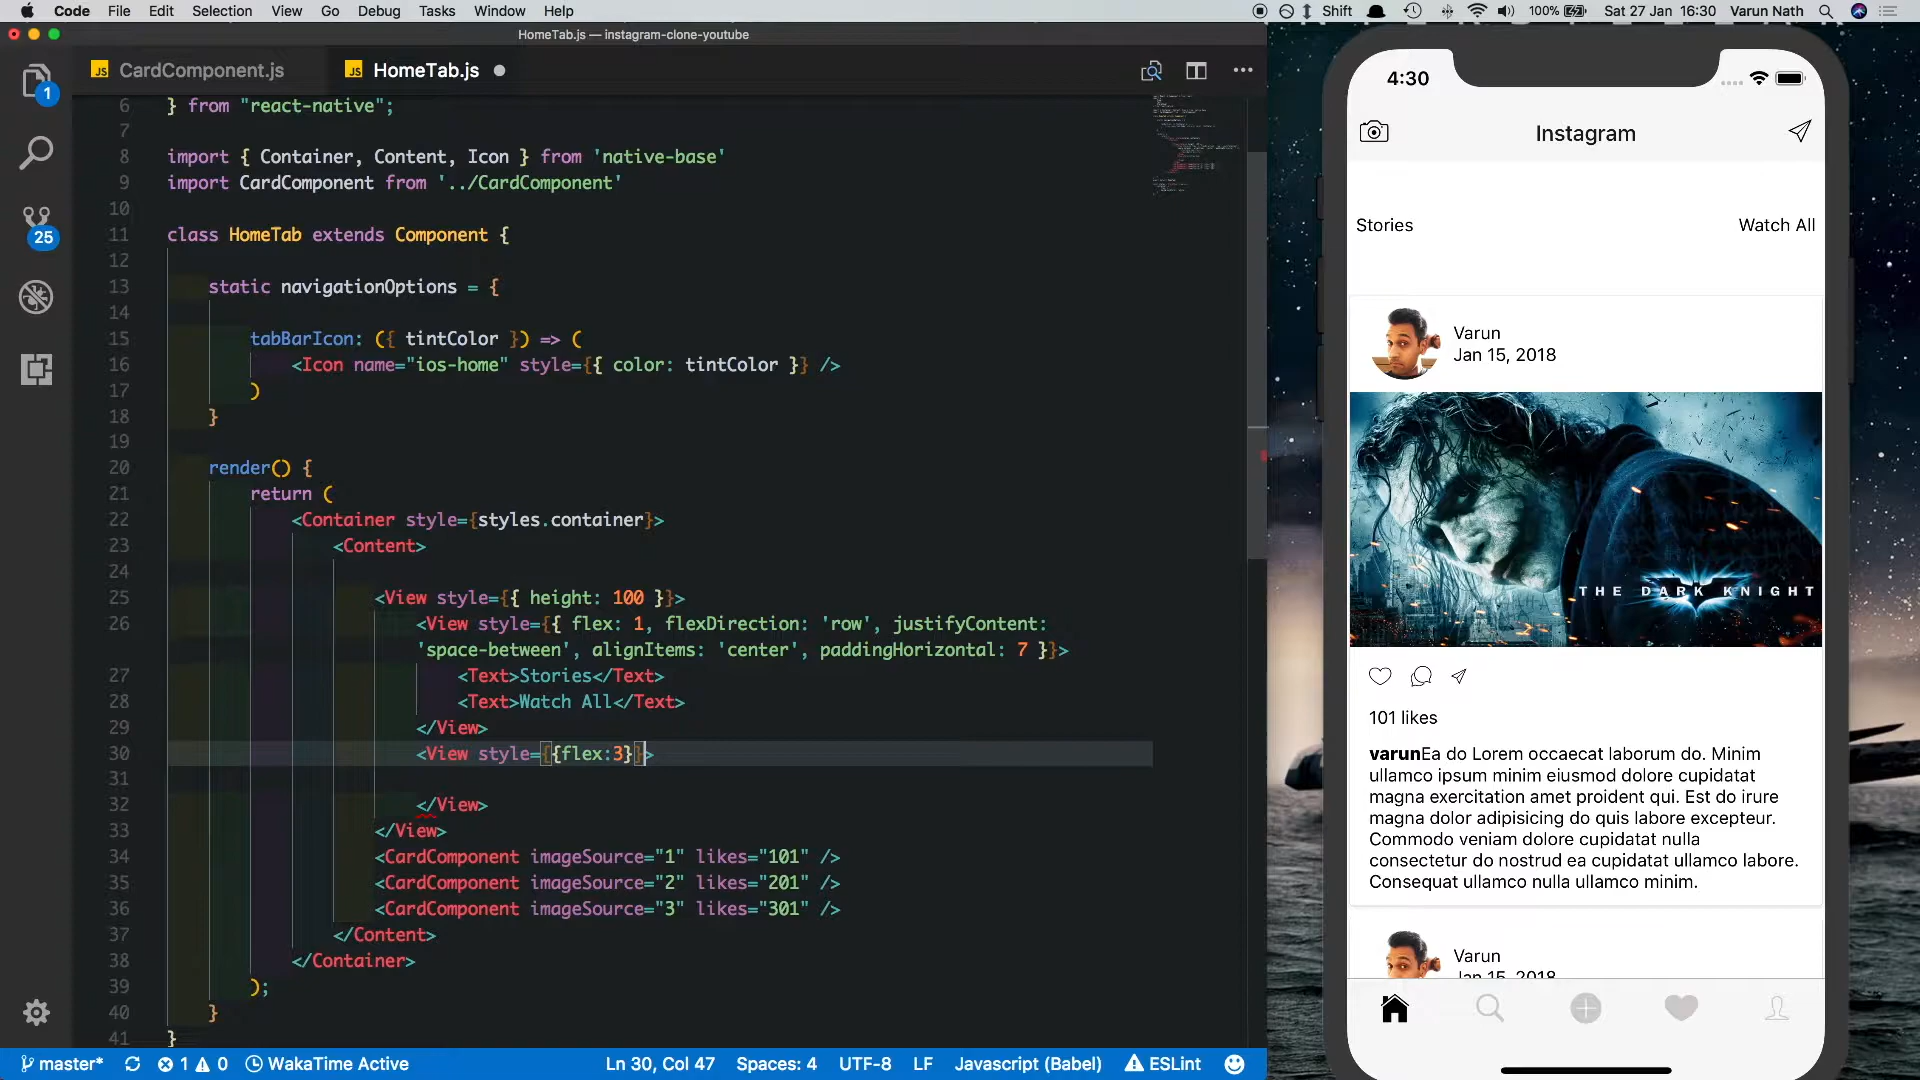 Code File Edit Selection View Go Debug Tasks Window Help
Shift 100% Sat 27 Jan 16:30 Varun Nath
HomeTab.js — instagram-clone-youtube
JS CardComponent.js JS HomeTab.js
6 } from "react-native";
7
8 import { Container, Content, Icon } from 'native-base'
9 import CardComponent from '../CardComponent'
10
11 class HomeTab extends Component {
12
13 static navigationOptions = {
14
15 tabBarIcon: ({ tintColor }) => (
16 <Icon name="ios-home" style={{ color: tintColor }} />
17 )
18 }
19
20 render() {
21 return (
22 <Container style={styles.container}>
23 <Content>
24
25 <View style={{ height: 100 }}>
26 <View style={{ flex: 1, flexDirection: 'row', justifyContent:
'space-between', alignItems: 'center', paddingHorizontal: 7 }}>
27 <Text>Stories</Text>
28 <Text>Watch All</Text>
29 </View>
30 <View style={{flex:3}}>
31
32 </View>
33 </View>
34 <CardComponent imageSource="1" likes="101" />
35 <CardComponent imageSource="2" likes="201" />
36 <CardComponent imageSource="3" likes="301" />
37 </Content>
38 </Container>
39 );
40 }
41 }
1
25
master* 1 0 WakaTime Active Ln 30, Col 47 Spaces: 4 UTF-8 LF Javascript (Babel) ESLint
4:30
Instagram
Stories Watch All
Varun
Jan 15, 2018
THE DARK KNIGHT
101 likes
varunEa do Lorem occaecat laborum do. Minim
ullamco ipsum minim eiusmod dolore cupidatat
magna exercitation amet proident qui. Est do irure
magna dolor adipisicing do quis labore excepteur.
Commodo veniam dolore cupidatat nulla
consectetur do nostrud ea cupidatat ullamco labore.
Consequat ullamco nulla ullamco minim.
Varun
Jan 15, 2018